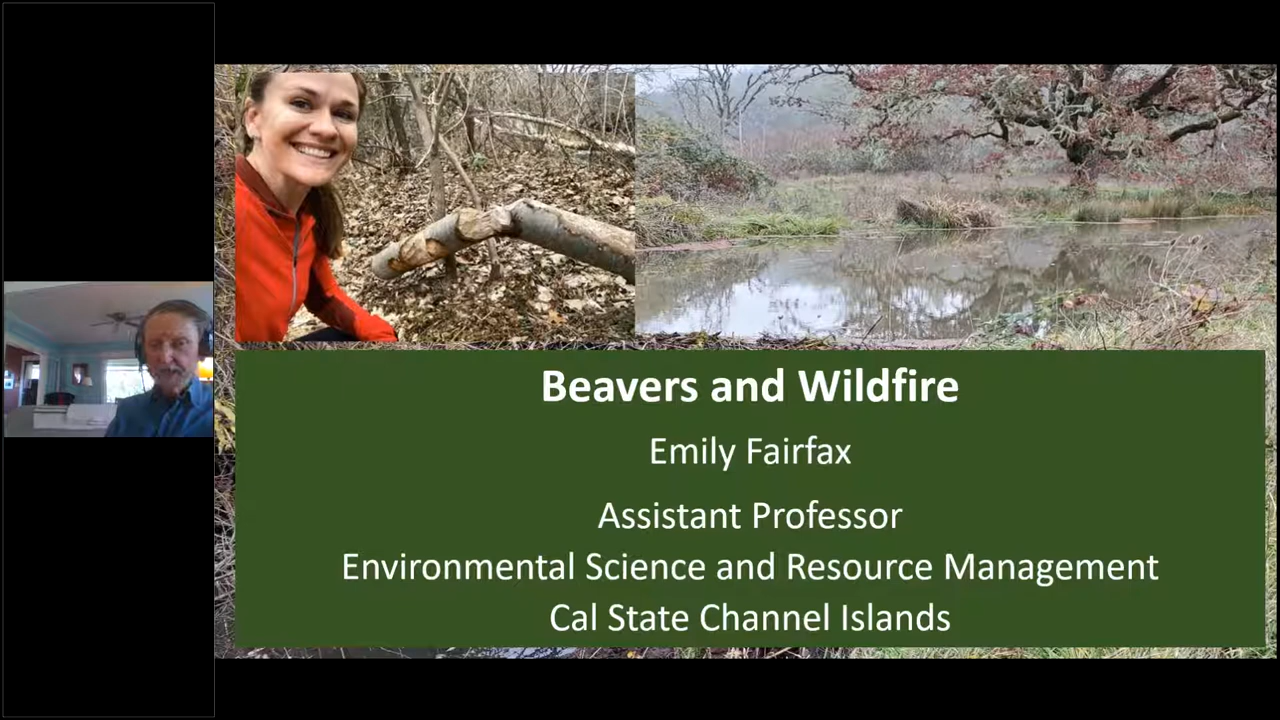 Beavers and Wildfire
Emily Fairfax
Assistant Professor
Environmental Science and Resource Management
Cal State Channel Islands